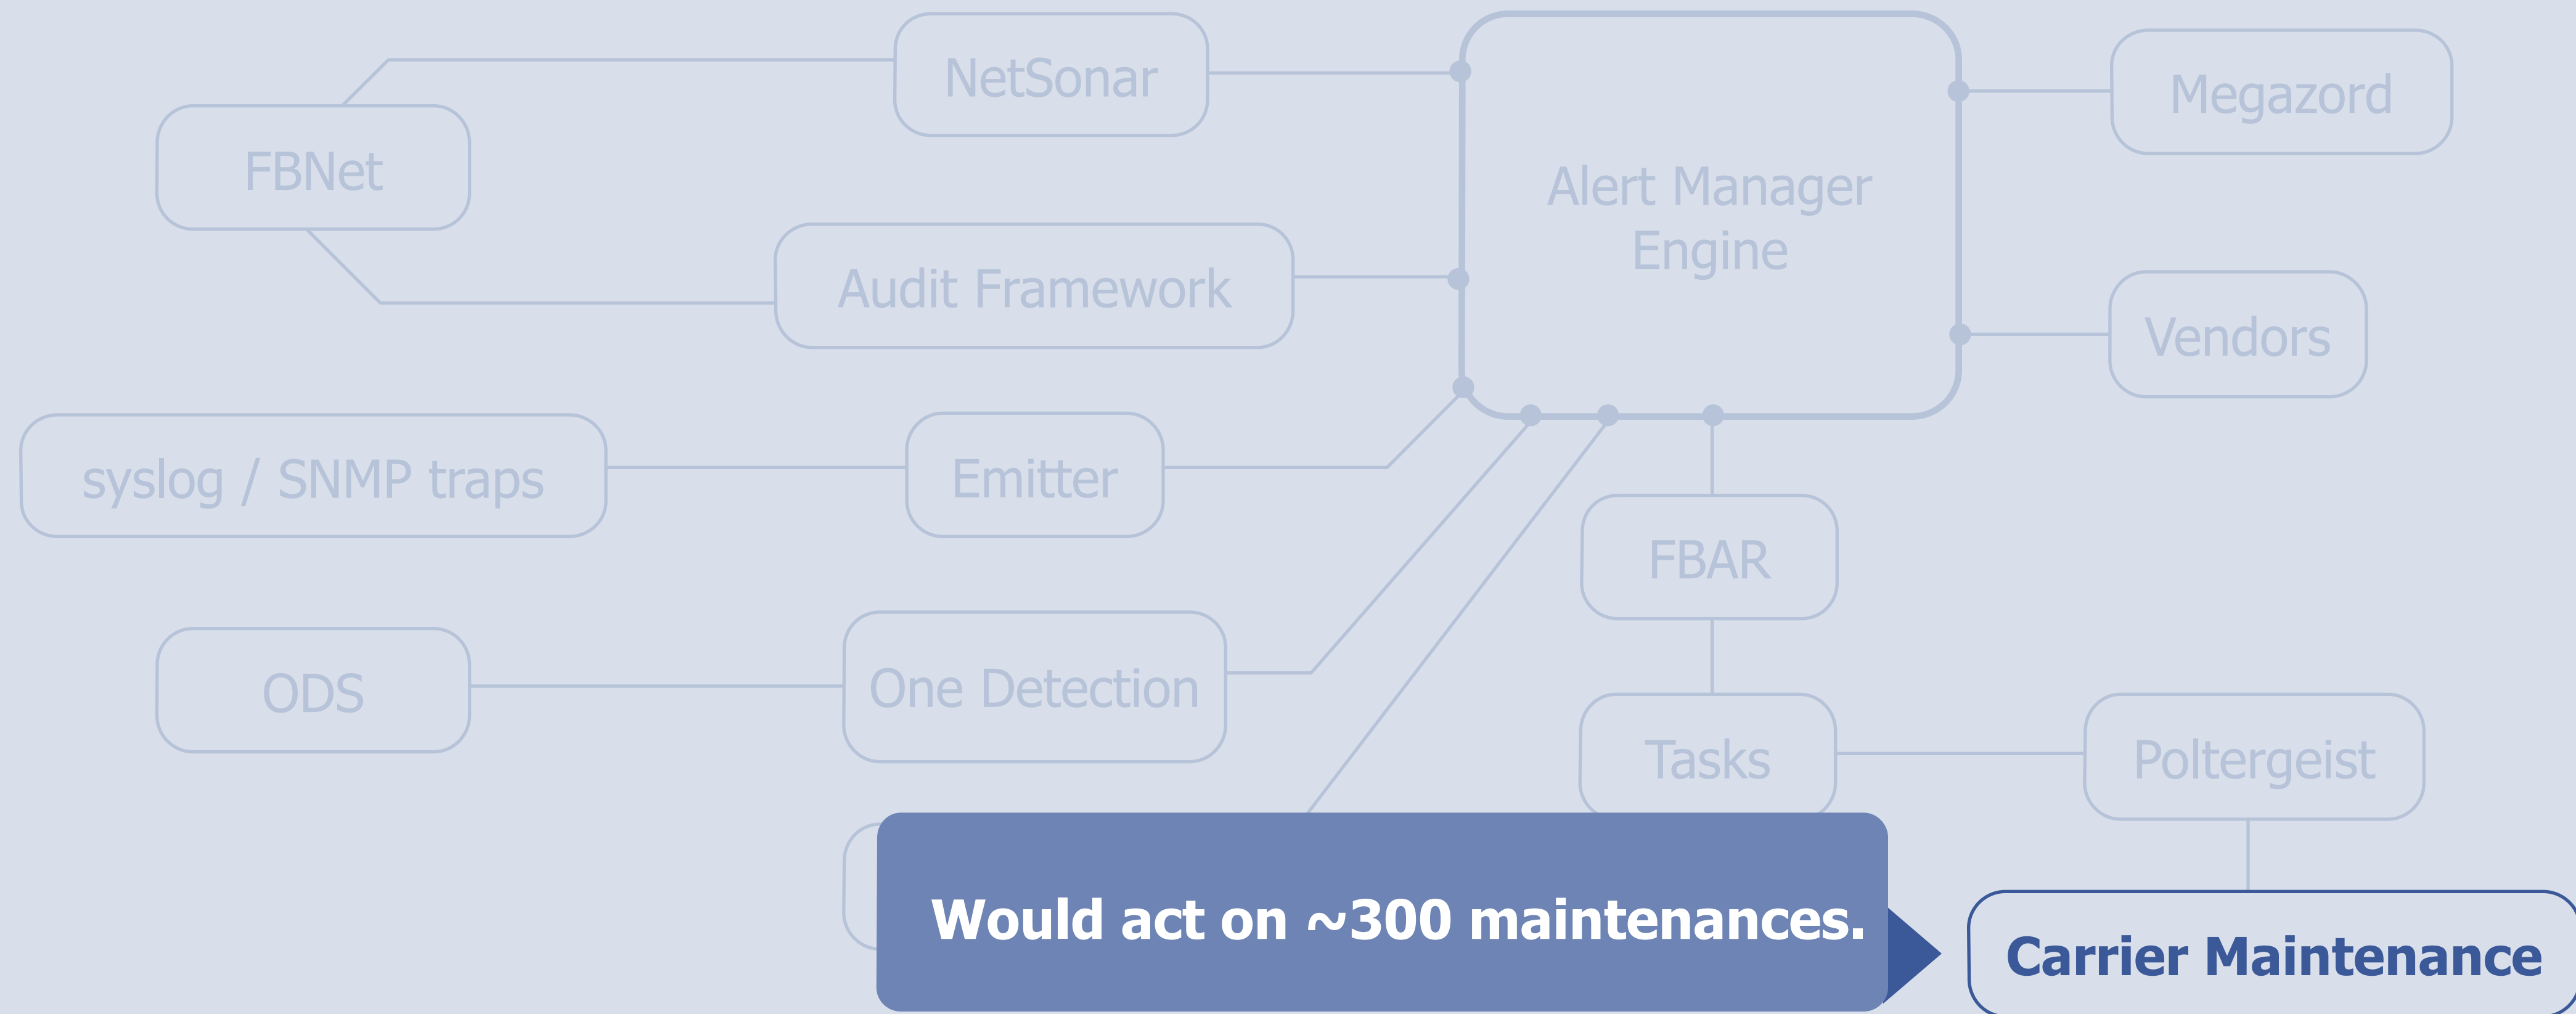 NetSonar
Megazord
FBNet
Alert Manager
Engine
Audit Framework
Vendors
syslog / SNMP traps
Emitter
FBAR
ODS
One Detection
Tasks
Poltergeist
Would act on ~300 maintenances.
Carrier Maintenance